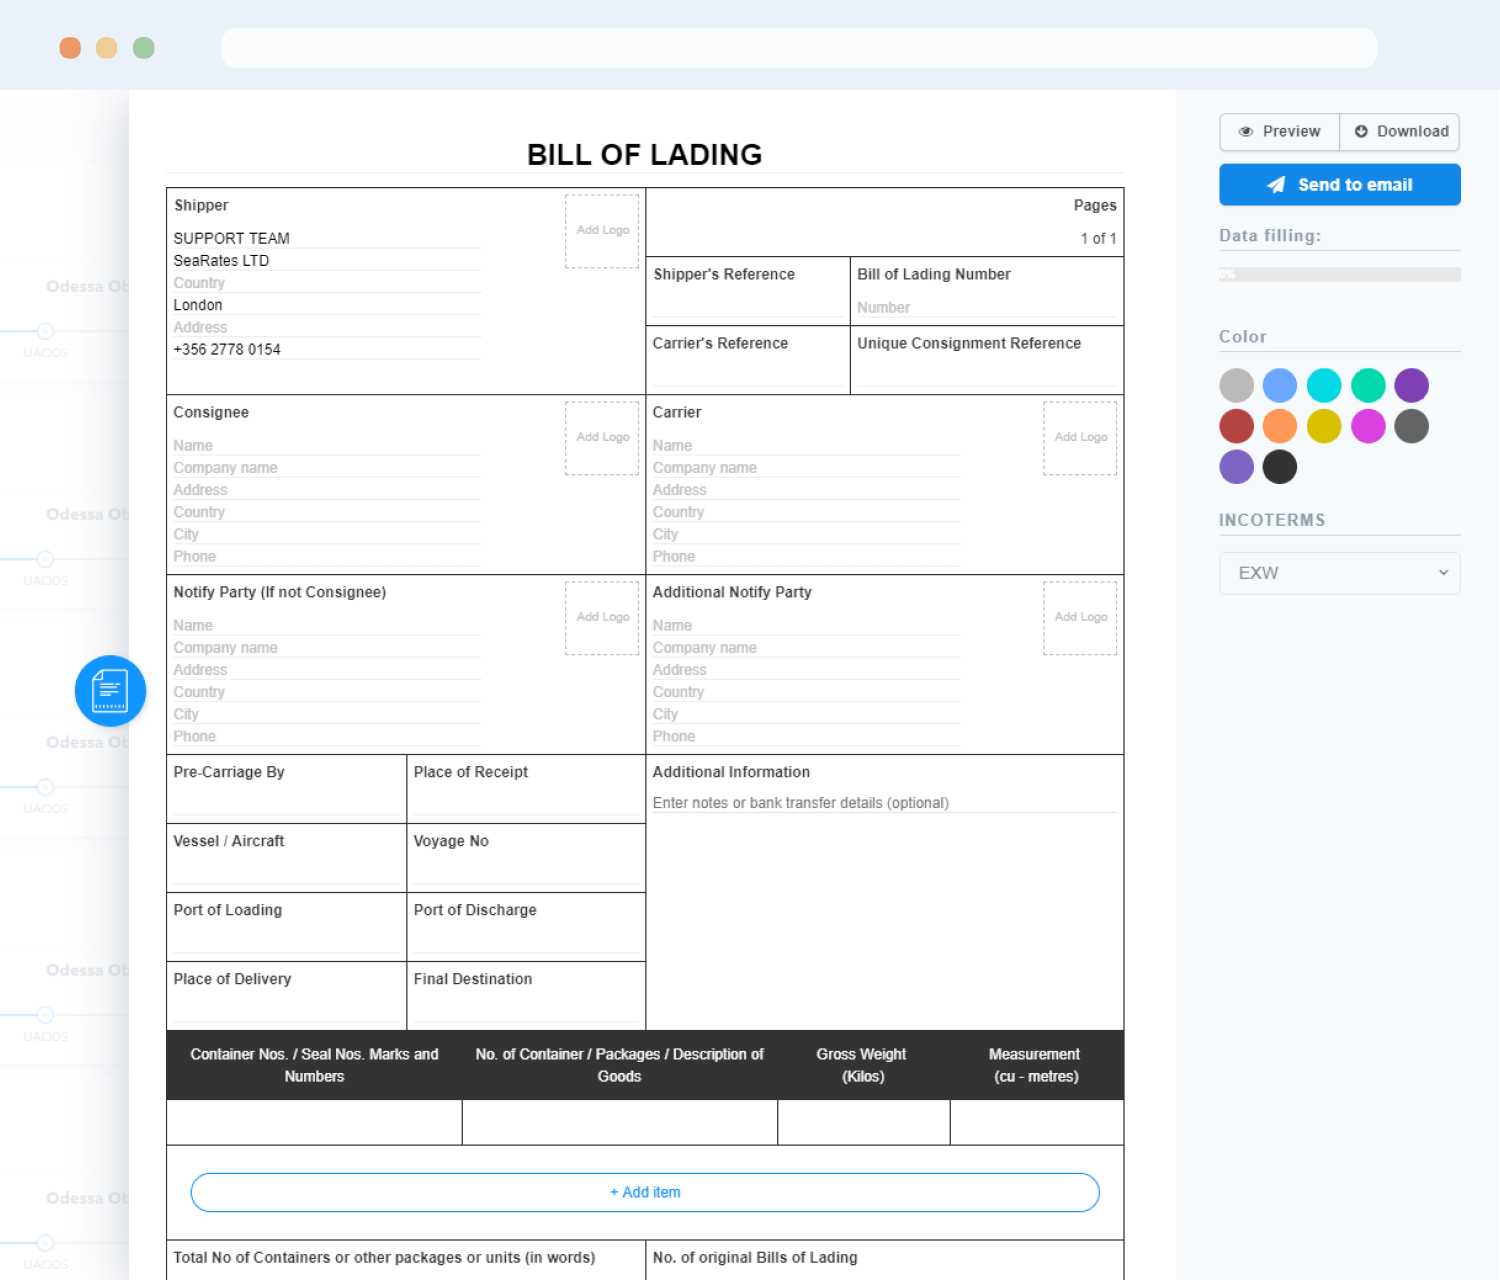 BILL OF LADING
Shipper
Add Logo
SUPPORT TEAM
SeaRates LTD
Country
London
Address
+356 2778 0154
Pages
1 of 1
Shipper's Reference
Bill of Lading Number
Number
Carrier's Reference
Unique Consignment Reference
Consignee
Add Logo
Name
Company name
Address
Country
City
Phone
Carrier
Add Logo
Name
Company name
Address
Country
City
Phone
Notify Party (If not Consignee)
Add Logo
Name
Company name
Address
Country
City
Phone
Additional Notify Party
Add Logo
Name
Company name
Address
Country
City
Phone
Pre-Carriage By
Place of Receipt
Vessel / Aircraft
Voyage No
Port of Loading
Port of Discharge
Place of Delivery
Final Destination
Additional Information
Enter notes or bank transfer details (optional)
Container Nos. / Seal Nos. Marks and
Numbers
No. of Container / Packages / Description of
Goods
Gross Weight
(Kilos)
Measurement
(cu - metres)
+ Add item
Total No of Containers or other packages or units (in words)
No. of original Bills of Lading
Preview
Download
Send to email
Data filling:
0%
Color
INCOTERMS
EXW
Odessa Ob
UAODS
Odessa Ob
UAODS
Odessa Ob
UAODS
Odessa Ob
UAODS
Odessa Ob
UAODS